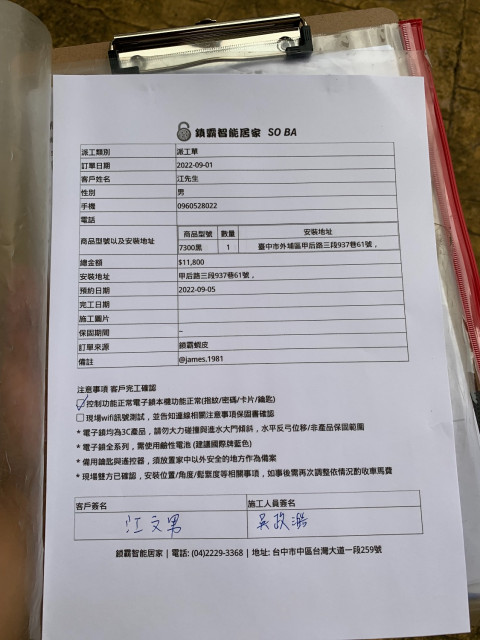 鎖霸智能居家 SO BA
派工類別 派工單
訂單日期 2022-09-01
客戶姓名 江先生
性別 男
手機 0960528022
電話
商品型號以及安裝地址 商品型號 數量 安裝地址
7300黑 1 臺中市外埔區甲后路三段937巷61號,
總金額 $11,800
安裝地址 甲后路三段937巷61號,
預約日期 2022-09-05
完工日期
施工圖片
保固期間 –
訂單來源 鎖霸蝦皮
備註 @james.1981
注意事項 客戶完工確認
控制功能正常電子鎖本機功能正常(指紋/密碼/卡片/鑰匙)
現場wifi訊號測試,並告知連線相關注意事項保固書確認
* 電子鎖均為3C產品,請勿大力碰撞與進水大門傾斜,水平反弓位移/非產品保固範圍
* 電子鎖全系列,需使用鹼性電池 (建議國際牌藍色)
* 備用鑰匙與遙控器,須放置家中以外安全的地方作為備案
* 現場雙方已確認,安裝位置/角度/鬆緊度等相關事項,如事後需再次調整依情況酌收車馬費
客戶簽名 施工人員簽名
江文男 吳政澔
鎖霸智能居家 | 電話: (04)2229-3368 | 地址: 台中市中區台灣大道一段259號